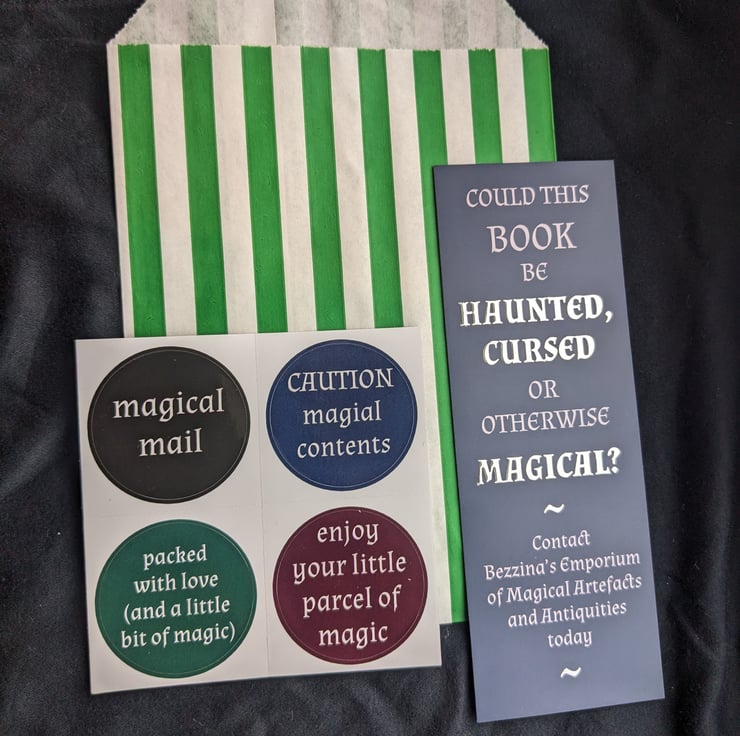 magical
mail
CAUTION
magial
contents
packed
with love
(and a little
bit of magic)
enjoy
your little
parcel of
magic
COULD THIS
BOOK
BE
HAUNTED,
CURSED
OR
OTHERWISE
MAGICAL?
~
Contact
Bezzina's Emporium
of Magical Artefacts
and Antiquities
today
~